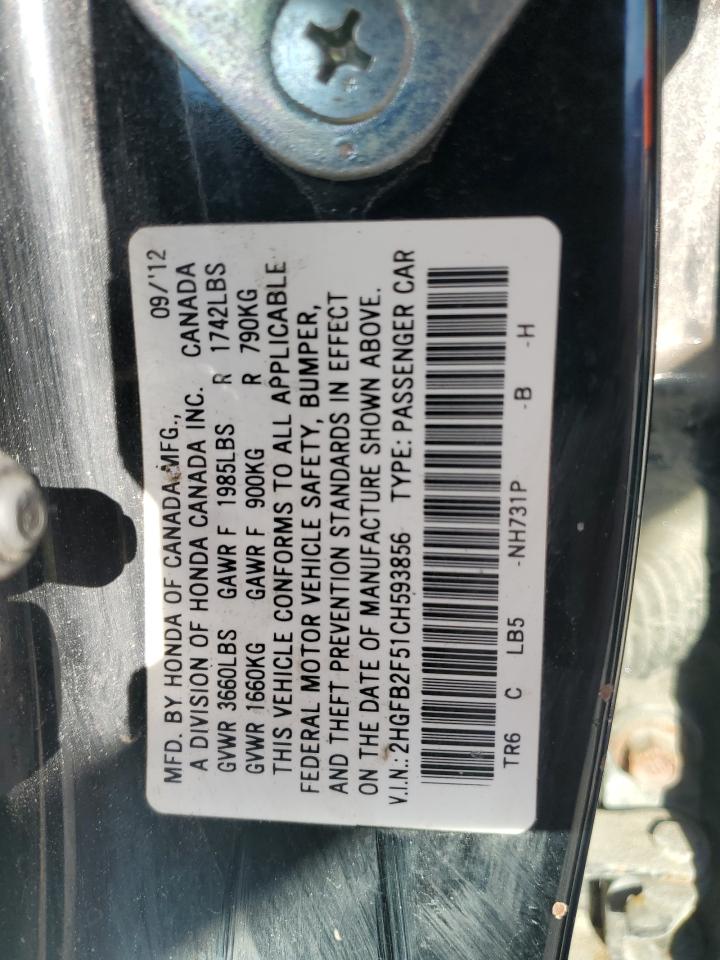 MFD. BY HONDA OF CANADA MFG., 09/'12
A DIVISION OF HONDA CANADA INC. CANADA
GVWR 3660LBS GAWR F 1985LBS R 1742LBS
GVWR 1660KG GAWR F 900KG R 790KG
THIS VEHICLE CONFORMS TO ALL APPLICABLE
FEDERAL MOTOR VEHICLE SAFETY, BUMPER,
AND THEFT PREVENTION STANDARDS IN EFFECT
ON THE DATE OF MANUFACTURE SHOWN ABOVE.
V.I.N.: 2HGFB2F51CH593856 TYPE: PASSENGER CAR
TR6 C LB5 -NH731P -B -H